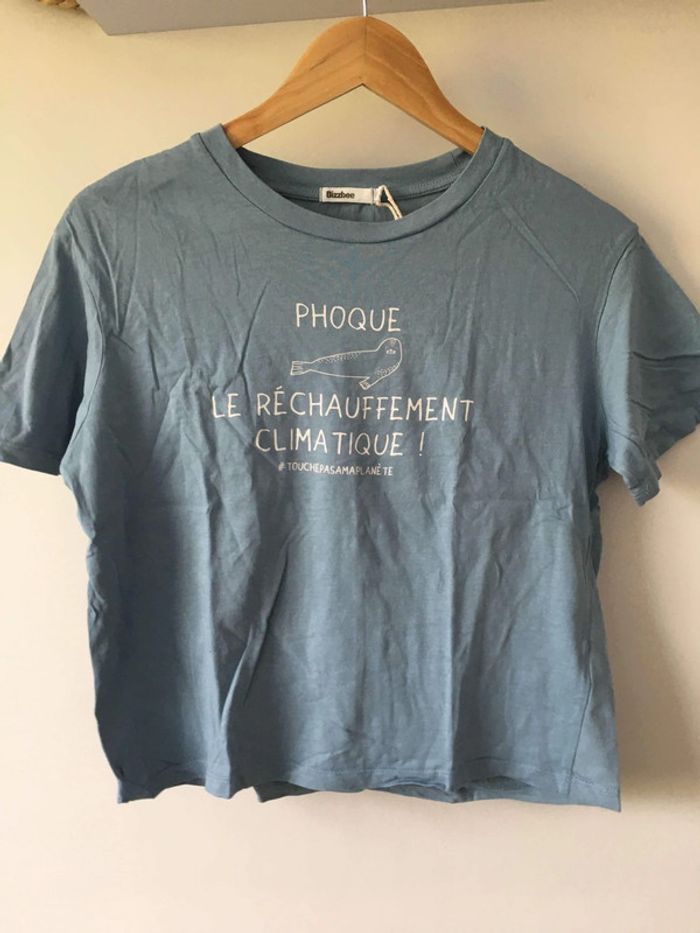 Bizzbee
PHOQUE
LE RÉCHAUFFEMENT
CLIMATIQUE !
#TOUCHEPASAMAPLANÈTE